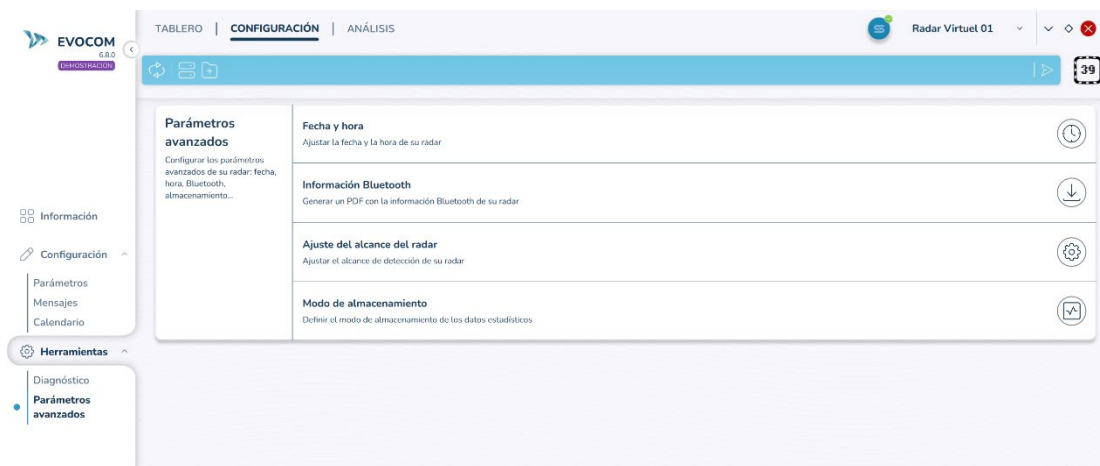 EVOCOM
6.8.0
DEMOSTRACIÓN
TABLERO | CONFIGURACIÓN | ANÁLISIS
Radar Virtuel 01
39
Información
Configuración
Parámetros
Mensajes
Calendario
Herramientas
Diagnóstico
Parámetros
avanzados
Parámetros
avanzados
Configurar los parámetros
avanzados de su radar: fecha,
hora, Bluetooth,
almacenamiento...
Fecha y hora
Ajustar la fecha y la hora de su radar
Información Bluetooth
Generar un PDF con la información Bluetooth de su radar
Ajuste del alcance del radar
Ajustar el alcance de detección de su radar
Modo de almacenamiento
Definir el modo de almacenamiento de los datos estadísticos